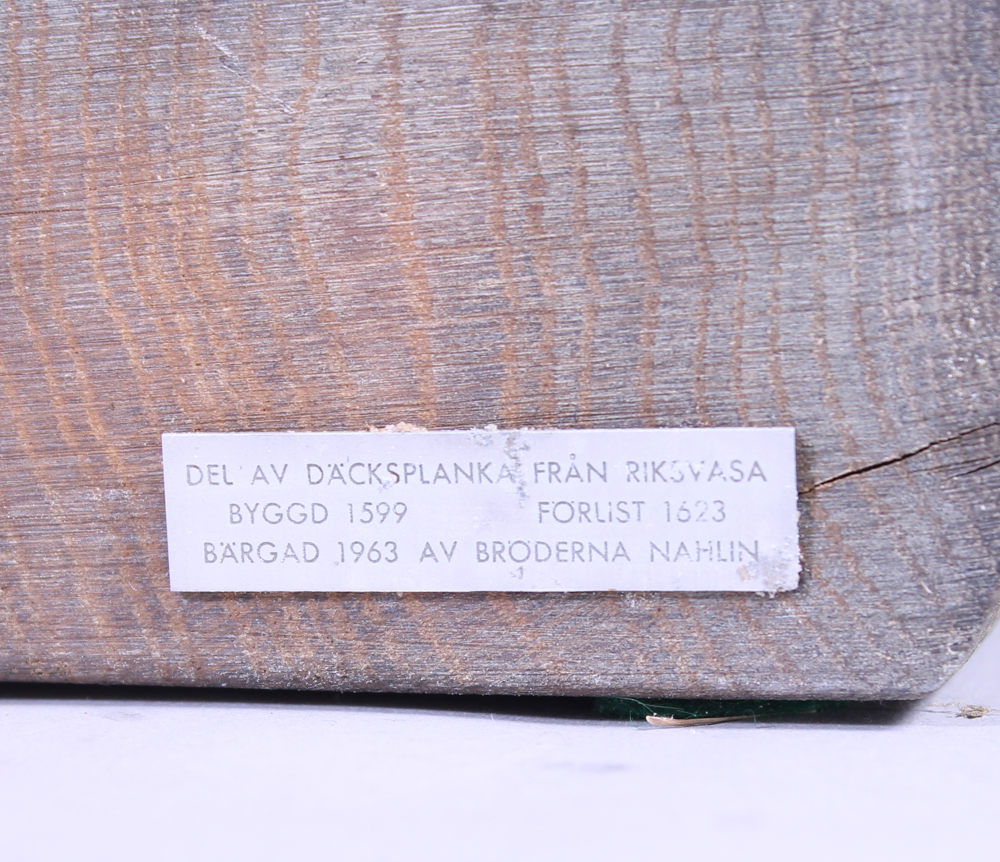 DEL AV DÄCKSPLANKA FRÅN RIKSVASA
BYGGD 1599 FÖRLIST 1623
BÄRGAD 1963 AV BRÖDERNA NAHLIN